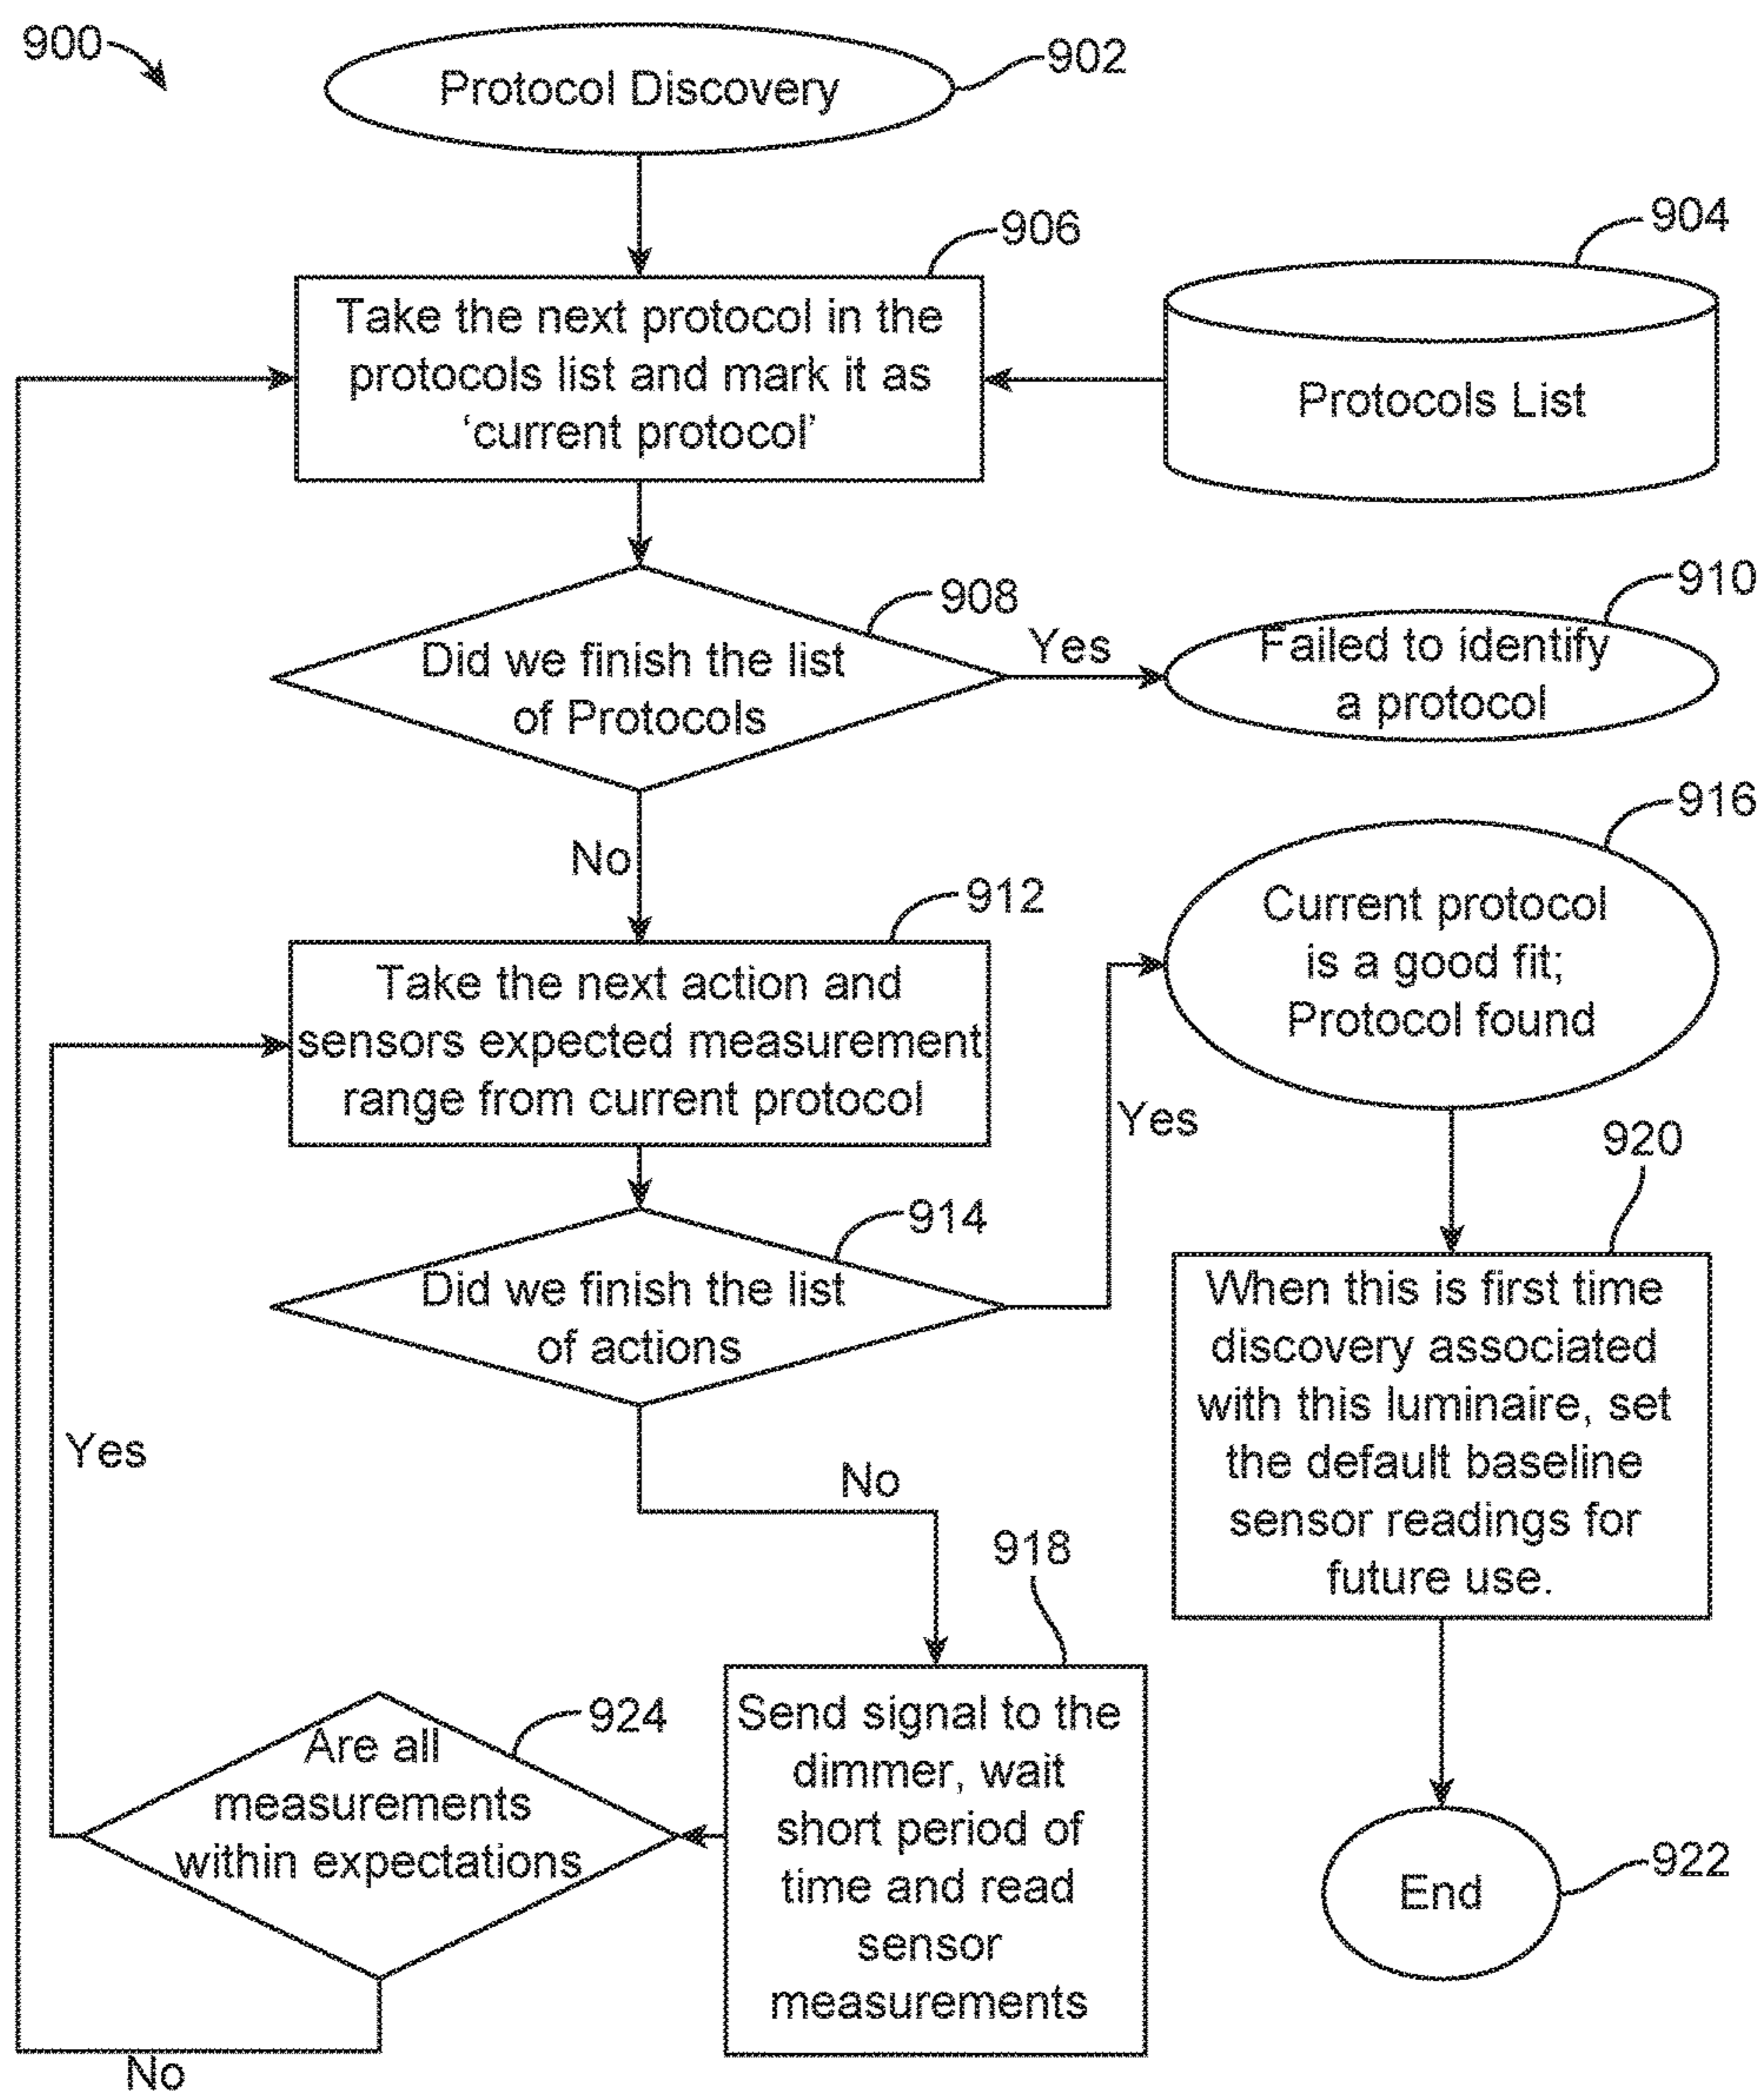 900
Protocol Discovery
902
906
904
Take the next protocol in the
protocols list and mark it as
‘current protocol’
Protocols List
908
910
Did we finish the list
of Protocols
Yes
Failed to identify
a protocol
No
912
916
Take the next action and
sensors expected measurement
range from current protocol
Current protocol
is a good fit;
Protocol found
Yes
914
920
Did we finish the list
of actions
When this is first time
discovery associated
with this luminaire, set
the default baseline
sensor readings for
future use.
Yes
No
918
924
Are all
measurements
within expectations
Send signal to the
dimmer, wait
short period of
time and read
sensor
measurements
End
922
No